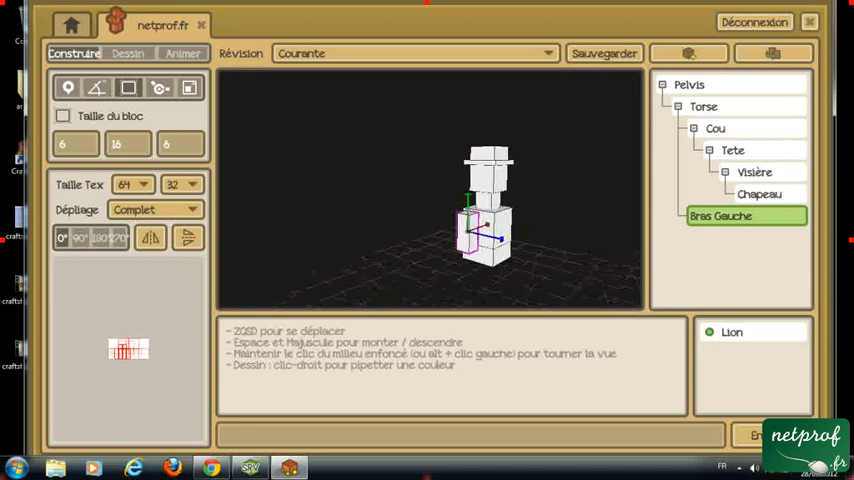 netprof.fr
Déconnexion
Construire Dessin Animer
Révision
Courante
Sauvegarder
Taille du bloc
6 16 6
Taille Tex 64 32
Dépliage Complet
0° 90° 180° 270°
Pelvis
Torse
Cou
Tete
Visière
Chapeau
Bras Gauche
- ZQSD pour se déplacer
- Espace et Majuscule pour monter / descendre
- Maintenir le clic du milieu enfoncé (ou alt + clic gauche) pour tourner la vue
- Dessin : clic-droit pour pipetter une couleur
Lion
netprof
.fr
SRV
FR